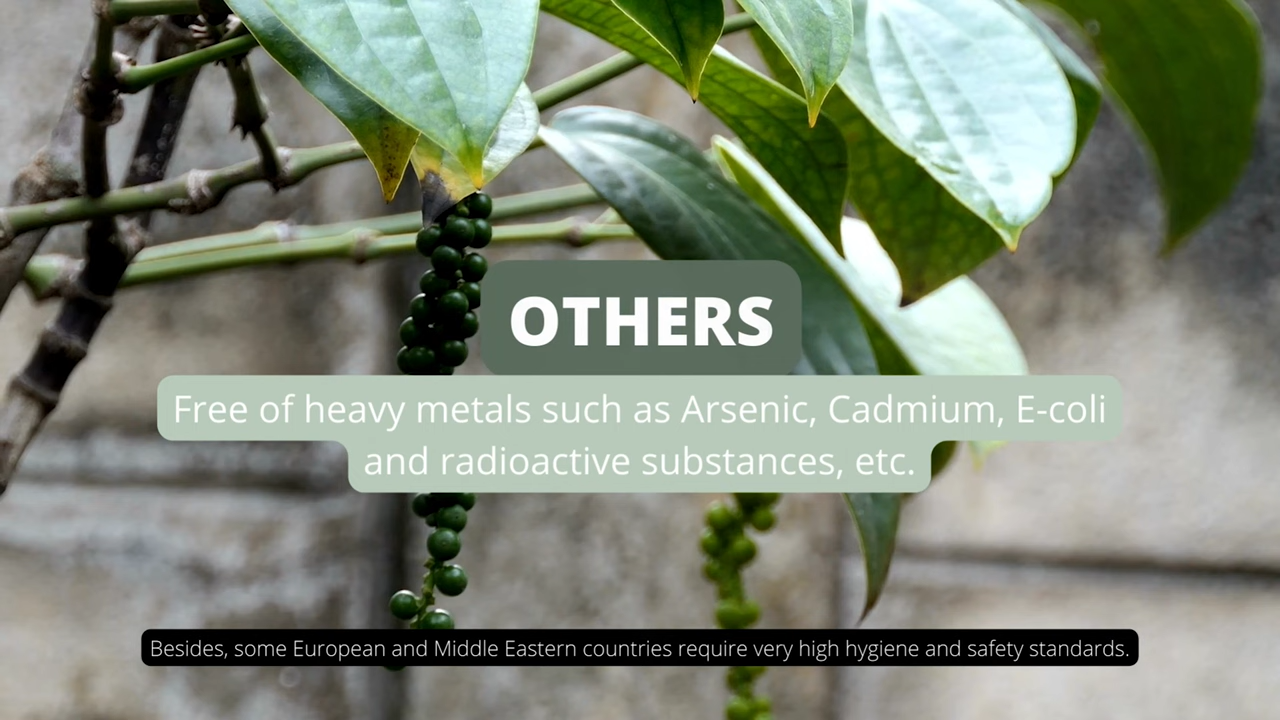 OTHERS
Free of heavy metals such as Arsenic, Cadmium, E-coli
and radioactive substances, etc.
Besides, some European and Middle Eastern countries require very high hygiene and safety standards.